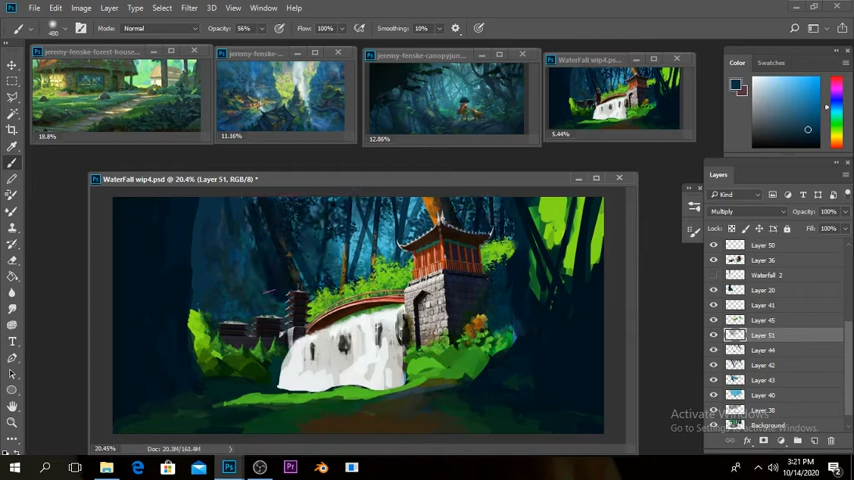 File Edit Image Layer Type Select Filter 3D View Window Help
480 Mode: Normal Opacity: 56% Flow: 100% Smoothing: 10%
jeremy-fenske-forest-house...
18.8%
jeremy-fenske-...
11.16%
jeremy-fenske-canopyjun...
12.86%
WaterFall wip4.ps...
5.44%
Color Swatches
WaterFall wip4.psd @ 20.4% (Layer 51, RGB/8) *
20.45% Doc: 20.3M/162.4M
Layers
Kind
Multiply Opacity: 100%
Lock: Fill: 100%
Layer 50
Layer 36
Waterfall 2
Layer 20
Layer 41
Layer 45
Layer 51
Layer 44
Layer 42
Layer 43
Layer 40
Layer 38
Background
Activate Windows
Go to Settings to activate Windows.
3:21 PM
10/14/2020